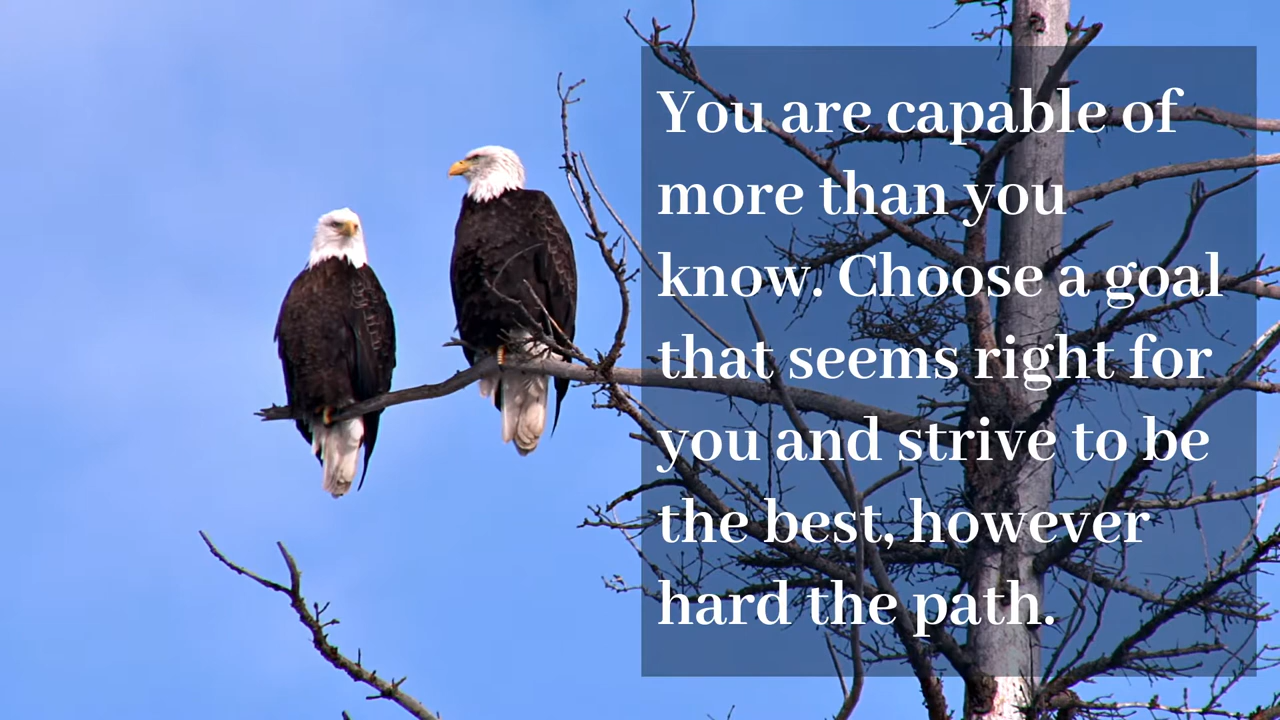 You are capable of
more than you
know. Choose a goal
that seems right for
you and strive to be
the best, however
hard the path.